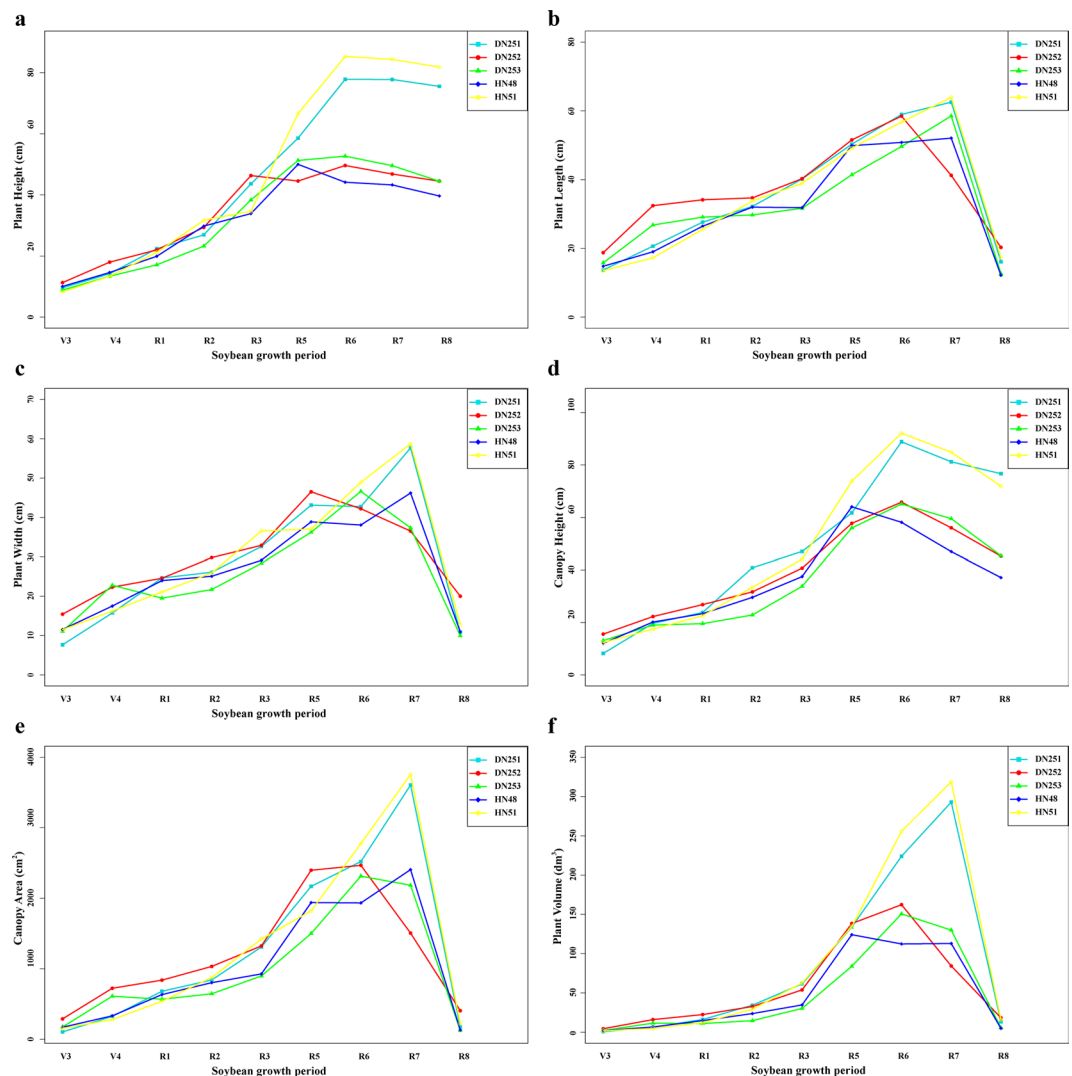 a
Plant Height (cm)
0
20
40
60
80
V3 V4 R1 R2 R3 R5 R6 R7 R8
Soybean growth period
DN251
DN252
DN253
HN48
HN51
b
Plant Length (cm)
0
20
40
60
80
V3 V4 R1 R2 R3 R5 R6 R7 R8
Soybean growth period
DN251
DN252
DN253
HN48
HN51
c
Plant Width (cm)
0
10
20
30
40
50
60
70
V3 V4 R1 R2 R3 R5 R6 R7 R8
Soybean growth period
DN251
DN252
DN253
HN48
HN51
d
Canopy Height (cm)
0
20
40
60
80
100
V3 V4 R1 R2 R3 R5 R6 R7 R8
Soybean growth period
DN251
DN252
DN253
HN48
HN51
e
Canopy Area (cm²)
0
1000
2000
3000
4000
V3 V4 R1 R2 R3 R5 R6 R7 R8
Soybean growth period
DN251
DN252
DN253
HN48
HN51
f
Plant Volume (dm³)
0
50
100
150
200
250
300
350
V3 V4 R1 R2 R3 R5 R6 R7 R8
Soybean growth period
DN251
DN252
DN253
HN48
HN51